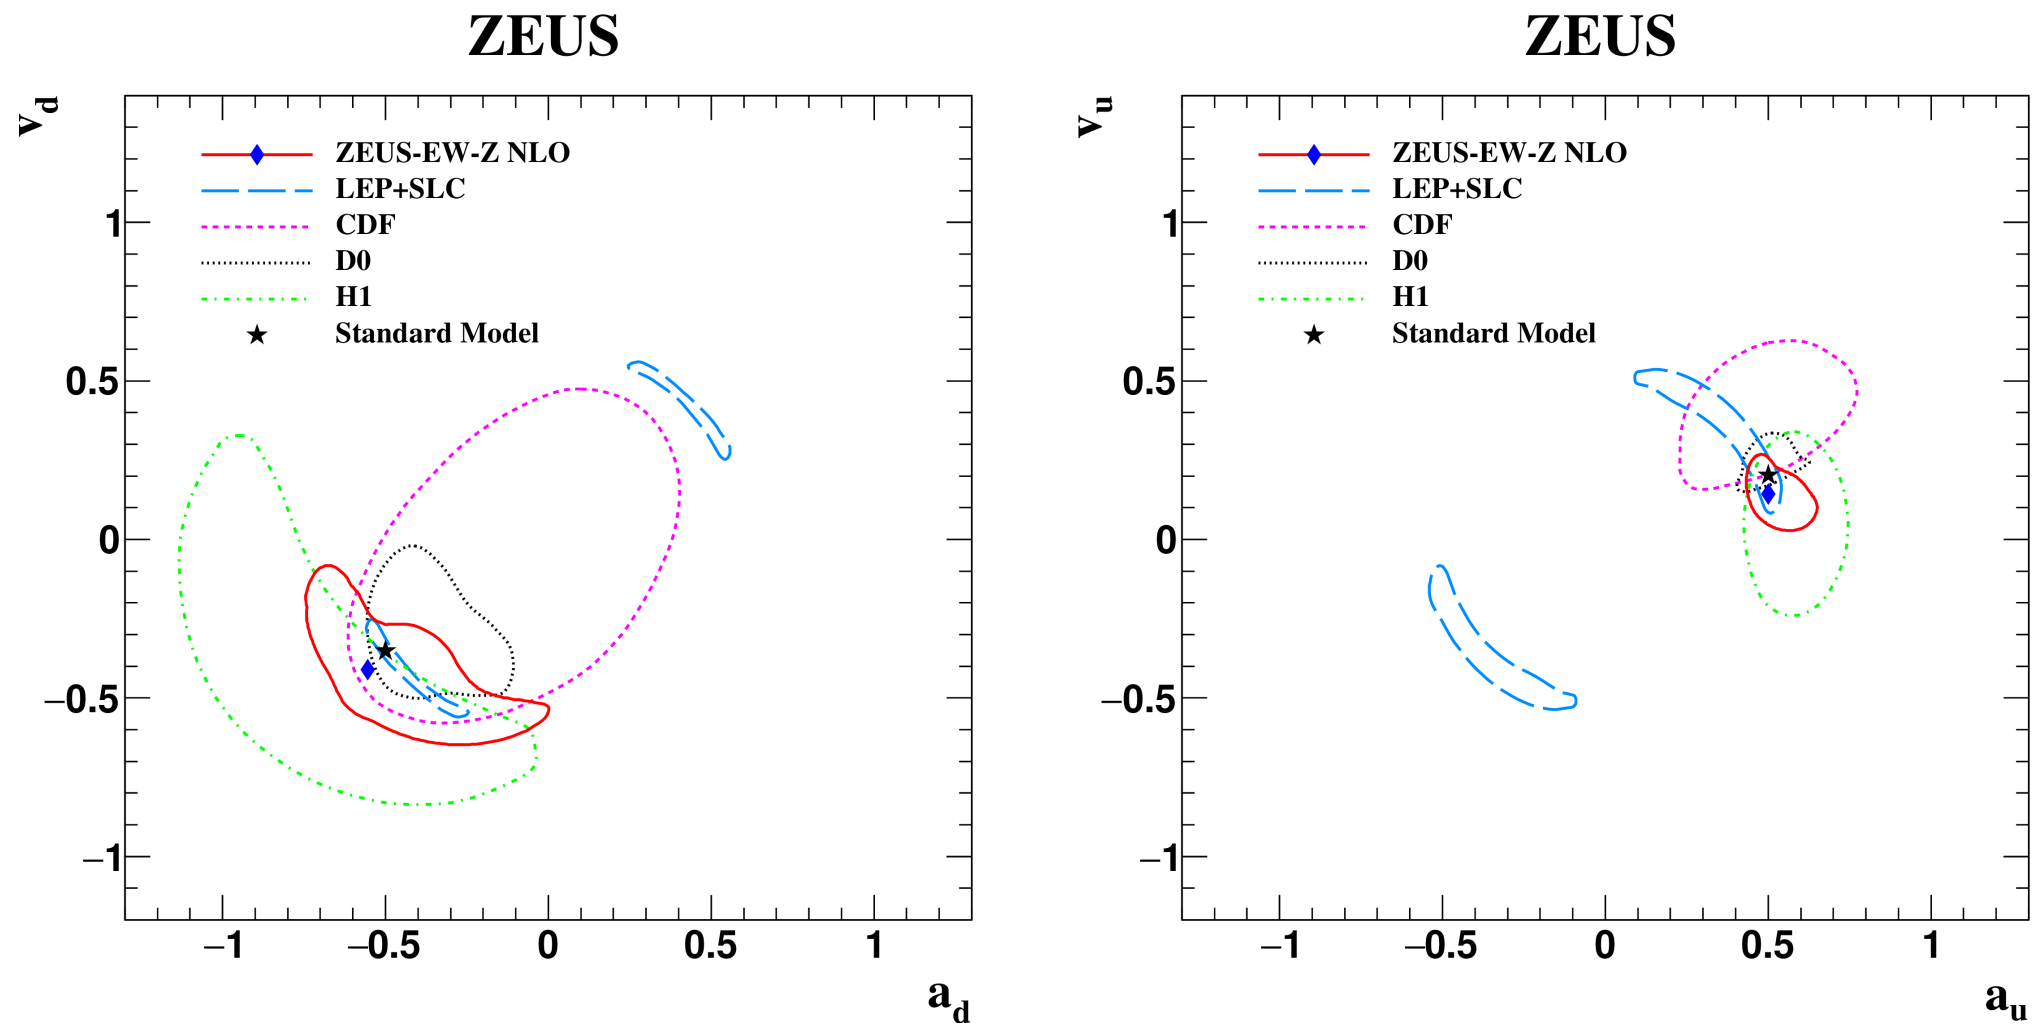 ZEUS
v_d
ZEUS-EW-Z NLO
LEP+SLC
CDF
D0
H1
Standard Model
1
0.5
0
−0.5
−1
−1 −0.5 0 0.5 1
a_d
ZEUS
v_u
ZEUS-EW-Z NLO
LEP+SLC
CDF
D0
H1
Standard Model
1
0.5
0
−0.5
−1
−1 −0.5 0 0.5 1
a_u